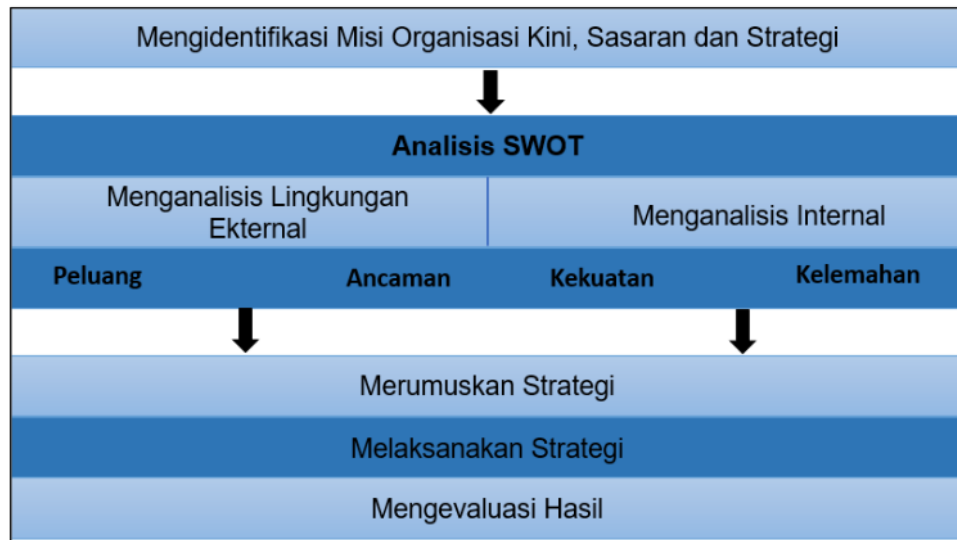 Mengidentifikasi Misi Organisasi Kini, Sasaran dan Strategi
Analisis SWOT
Menganalisis Lingkungan
Ekternal
Menganalisis Internal
Peluang
Ancaman
Kekuatan
Kelemahan
Merumuskan Strategi
Melaksanakan Strategi
Mengevaluasi Hasil